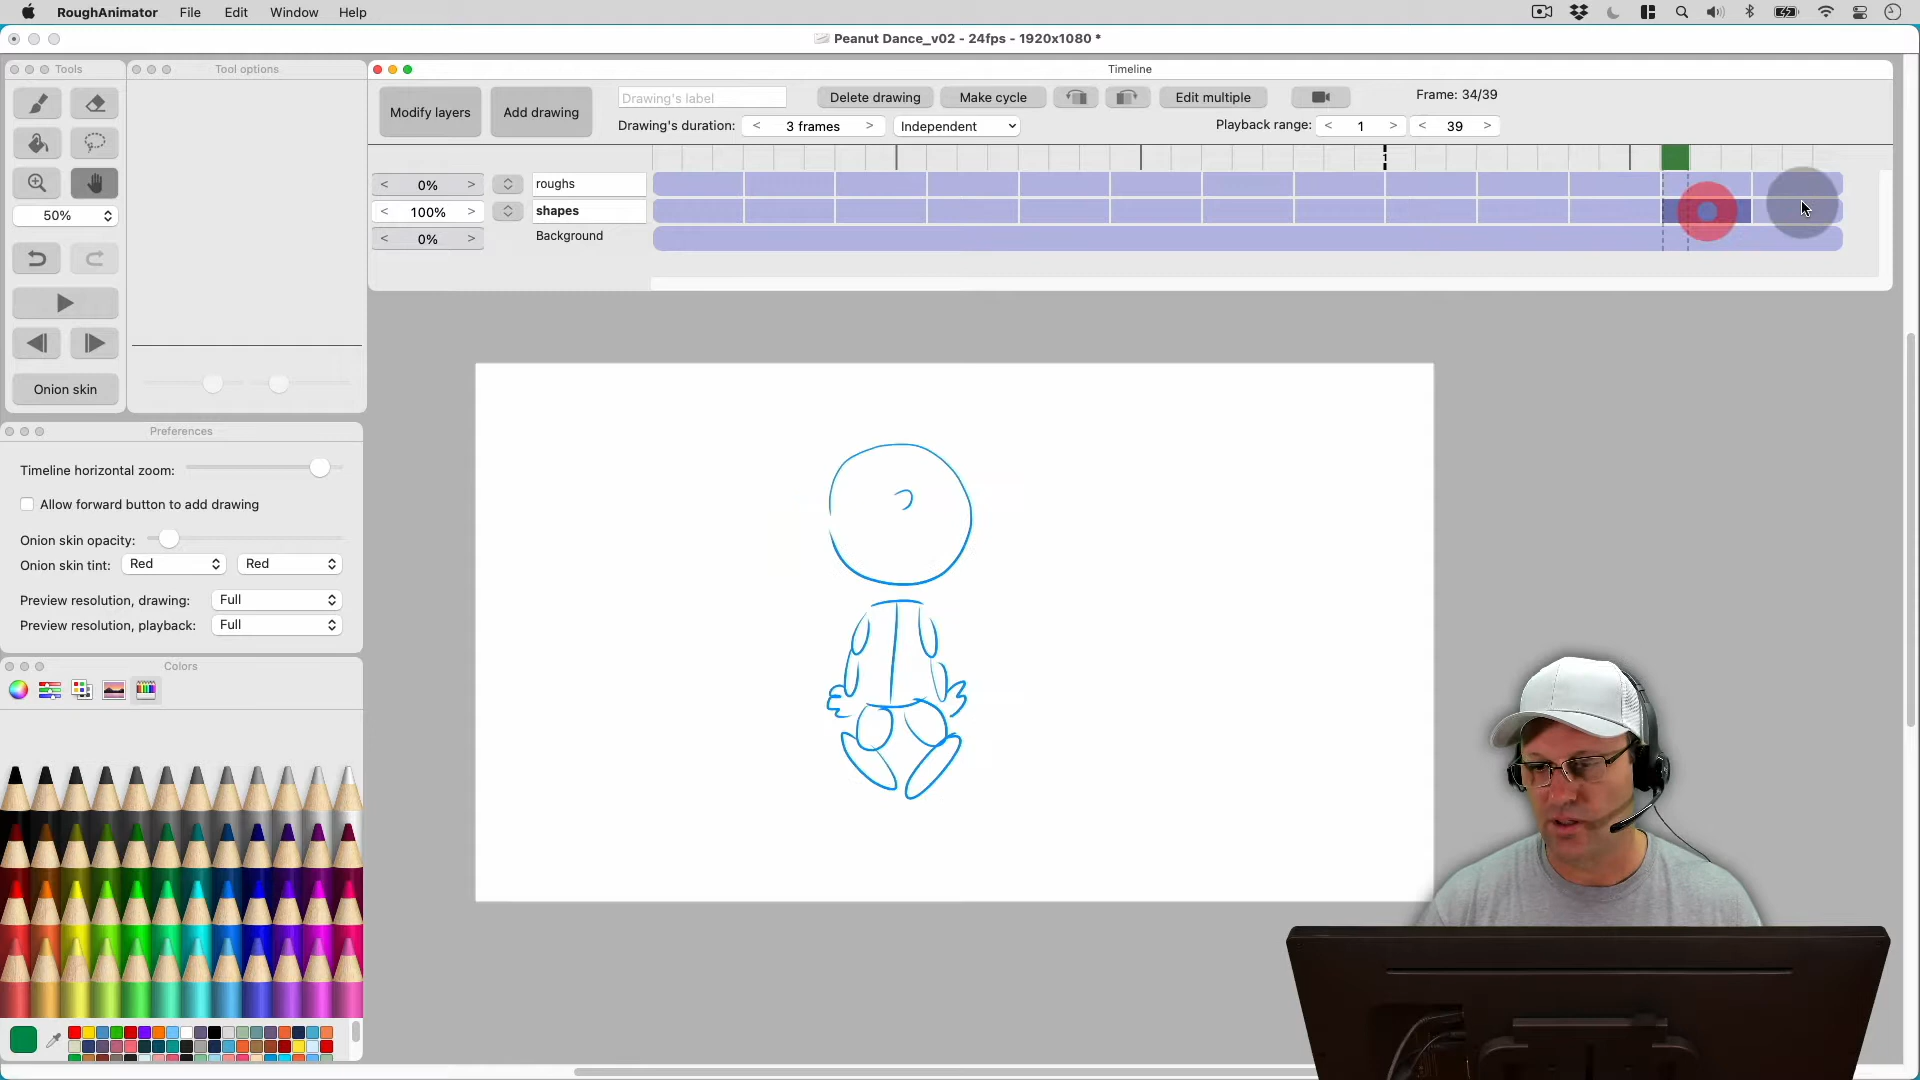 RoughAnimator File Edit Window Help
Peanut Dance_v02 - 24fps - 1920x1080 *
Tools
Tool options
Timeline
Modify layers
Add drawing
Drawing's label
Delete drawing
Make cycle
Edit multiple
Frame: 34/39
Drawing's duration: < 3 frames > Independent
Playback range: < 1 > < 39 >
1
< 0% > roughs
< 100% > shapes
< 0% > Background
50%
Onion skin
Preferences
Timeline horizontal zoom:
Allow forward button to add drawing
Onion skin opacity:
Onion skin tint: Red Red
Preview resolution, drawing: Full
Preview resolution, playback: Full
Colors